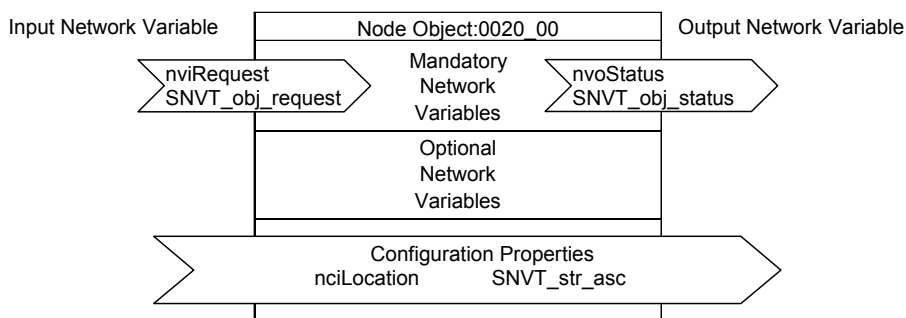 Input Network Variable
Node Object:0020_00
Output Network Variable
nviRequest
SNVT_obj_request
Mandatory
Network
Variables
nvoStatus
SNVT_obj_status
Optional
Network
Variables
Configuration Properties
nciLocation SNVT_str_asc